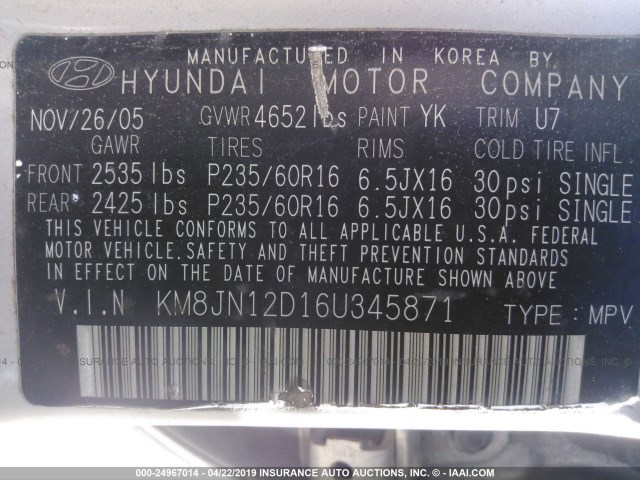 MANUFACTURED IN KOREA BY
HYUNDAI MOTOR COMPANY
NOV/26/05 GVWR 4652 lbs PAINT YK TRIM U7
GAWR TIRES RIMS COLD TIRE INFL.
FRONT 2535 lbs P235/60R16 6.5JX16 30psi SINGLE
REAR 2425 lbs P235/60R16 6.5JX16 30psi SINGLE
THIS VEHICLE CONFORMS TO ALL APPLICABLE U.S.A. FEDERAL
MOTOR VEHICLE, SAFETY AND THEFT PREVENTION STANDARDS
IN EFFECT ON THE DATE OF MANUFACTURE SHOWN ABOVE
V.I.N KM8JN12D16U345871 TYPE: MPV
000-24967014 - 04/22/2019 - INSURANCE AUTO AUCTIONS, INC. - © - IAAI.COM